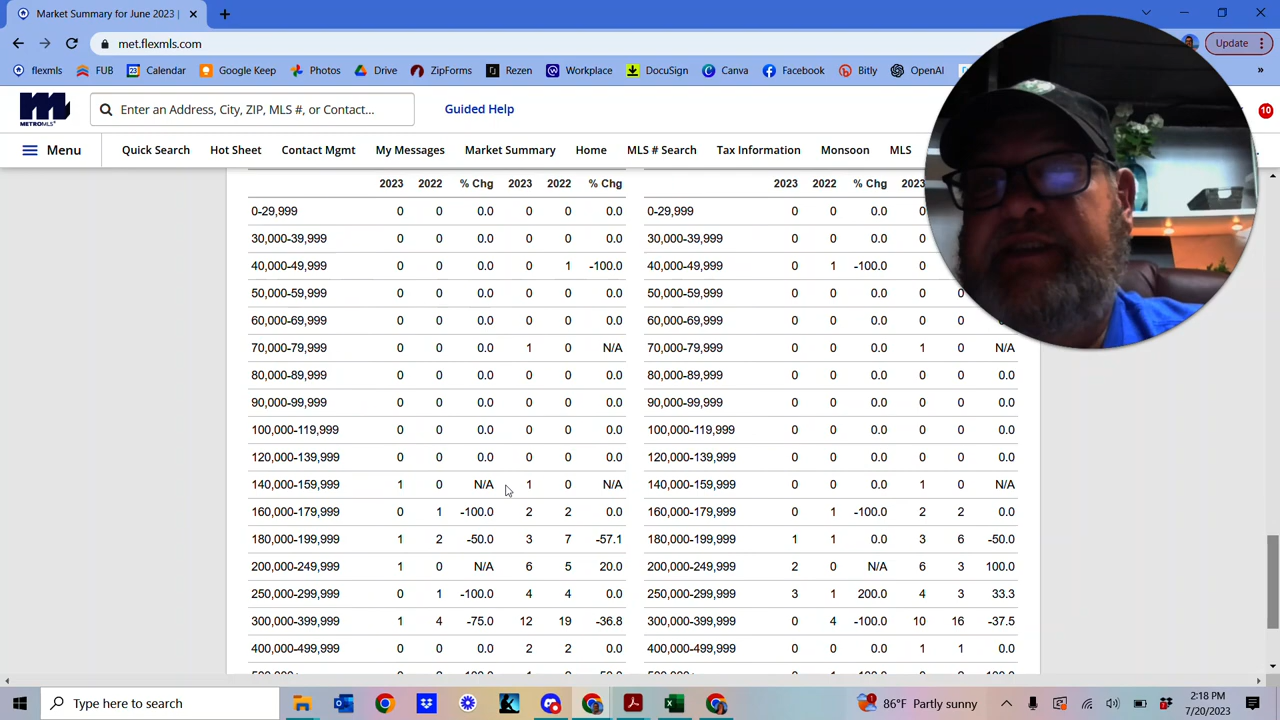 Market Summary for June 2023 |
met.flexmls.com
Update
flexmls FUB Calendar Google Keep Photos Drive ZipForms Rezen Workplace DocuSign Canva Facebook Bitly OpenAI
METROMLS
Enter an Address, City, ZIP, MLS #, or Contact...
Guided Help
10
Menu Quick Search Hot Sheet Contact Mgmt My Messages Market Summary Home MLS # Search Tax Information Monsoon MLS
2023 2022 % Chg 2023 2022 % Chg 2023 2022 % Chg 2023
0-29,999 0 0 0.0 0 0 0.0 0-29,999 0 0 0.0 0
30,000-39,999 0 0 0.0 0 0 0.0 30,000-39,999 0 0 0.0 0
40,000-49,999 0 0 0.0 0 1 -100.0 40,000-49,999 0 1 -100.0 0
50,000-59,999 0 0 0.0 0 0 0.0 50,000-59,999 0 0 0.0 0 0
60,000-69,999 0 0 0.0 0 0 0.0 60,000-69,999 0 0 0.0 0 0
70,000-79,999 0 0 0.0 1 0 N/A 70,000-79,999 0 0 0.0 1 0 N/A
80,000-89,999 0 0 0.0 0 0 0.0 80,000-89,999 0 0 0.0 0 0 0.0
90,000-99,999 0 0 0.0 0 0 0.0 90,000-99,999 0 0 0.0 0 0 0.0
100,000-119,999 0 0 0.0 0 0 0.0 100,000-119,999 0 0 0.0 0 0 0.0
120,000-139,999 0 0 0.0 0 0 0.0 120,000-139,999 0 0 0.0 0 0 0.0
140,000-159,999 1 0 N/A 1 0 N/A 140,000-159,999 0 0 0.0 1 0 N/A
160,000-179,999 0 1 -100.0 2 2 0.0 160,000-179,999 0 1 -100.0 2 2 0.0
180,000-199,999 1 2 -50.0 3 7 -57.1 180,000-199,999 1 1 0.0 3 6 -50.0
200,000-249,999 1 0 N/A 6 5 20.0 200,000-249,999 2 0 N/A 6 3 100.0
250,000-299,999 0 1 -100.0 4 4 0.0 250,000-299,999 3 1 200.0 4 3 33.3
300,000-399,999 1 4 -75.0 12 19 -36.8 300,000-399,999 0 4 -100.0 10 16 -37.5
400,000-499,999 0 0 0.0 2 2 0.0 400,000-499,999 0 0 0.0 1 1 0.0
Type here to search
86°F Partly sunny
2:18 PM
7/20/2023